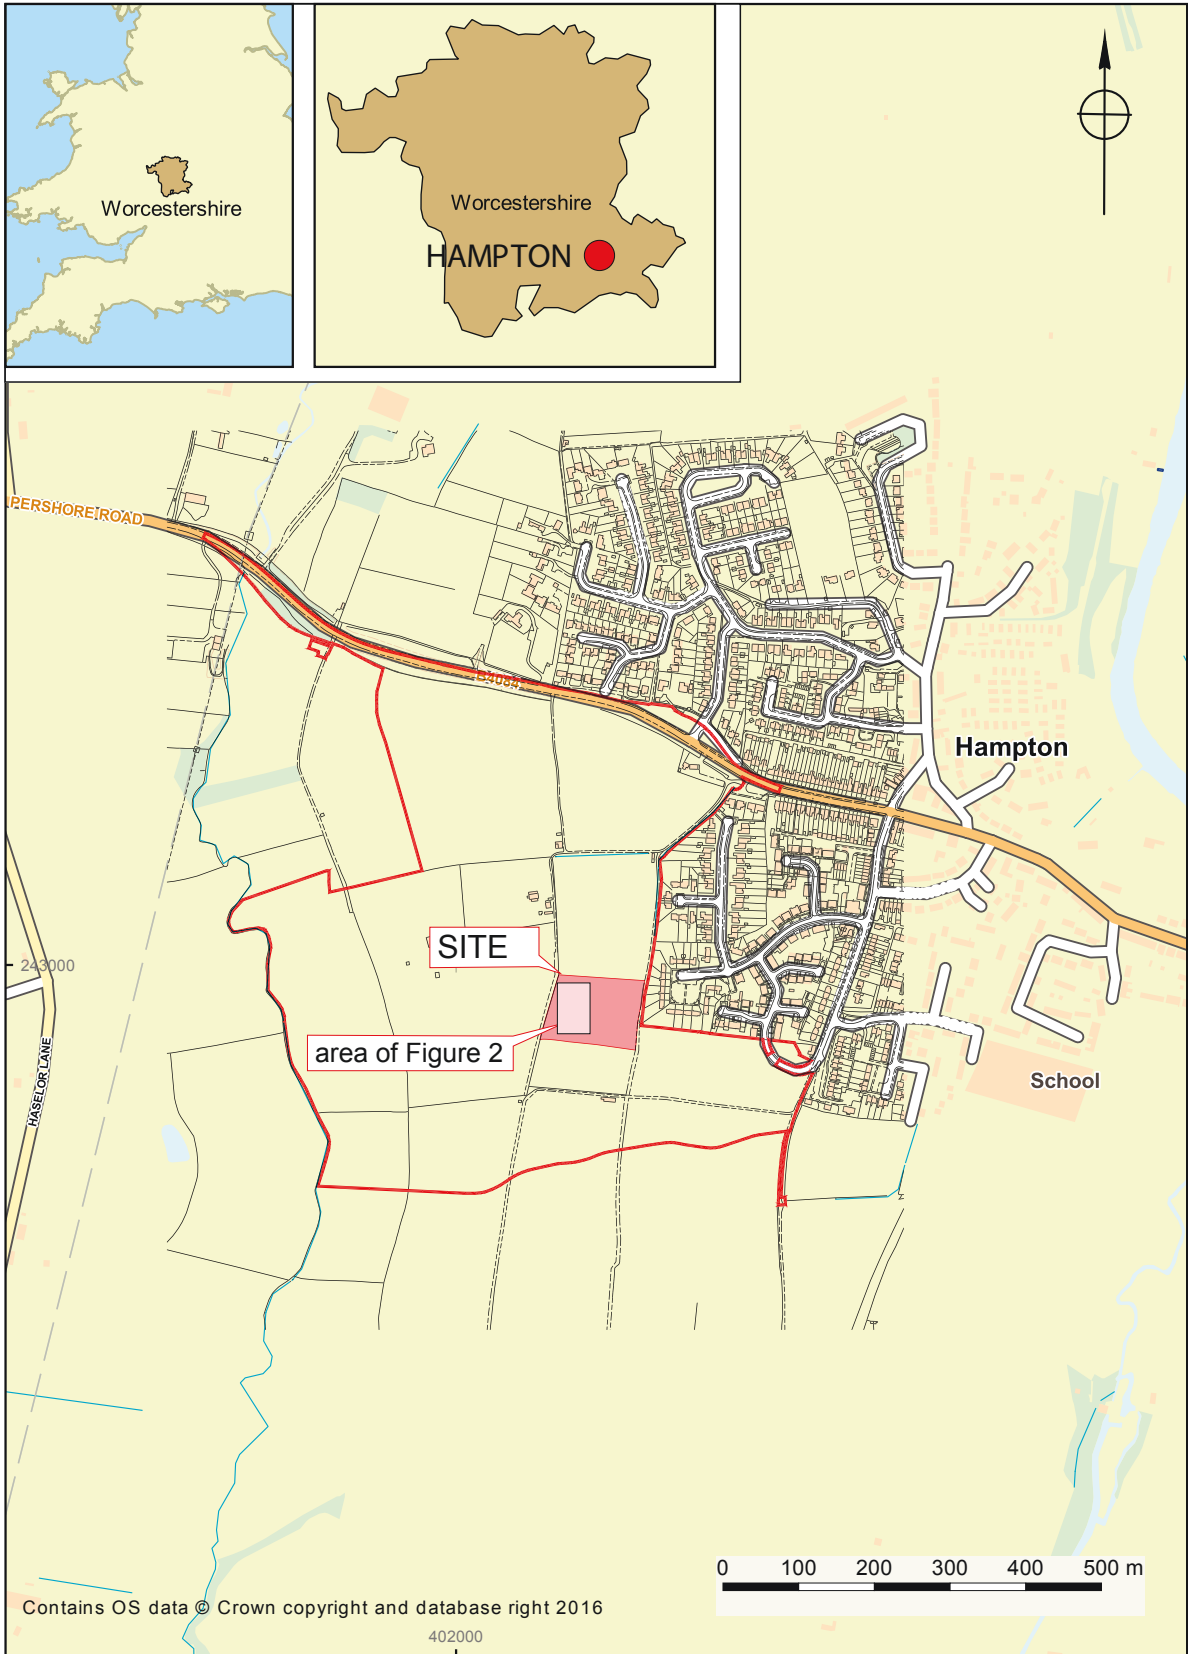 Worcestershire
Worcestershire
HAMPTON
PERSHORE ROAD
B4084
Hampton
SITE
243000
area of Figure 2
HASELOR LANE
School
0 100 200 300 400 500 m
Contains OS data © Crown copyright and database right 2016
402000